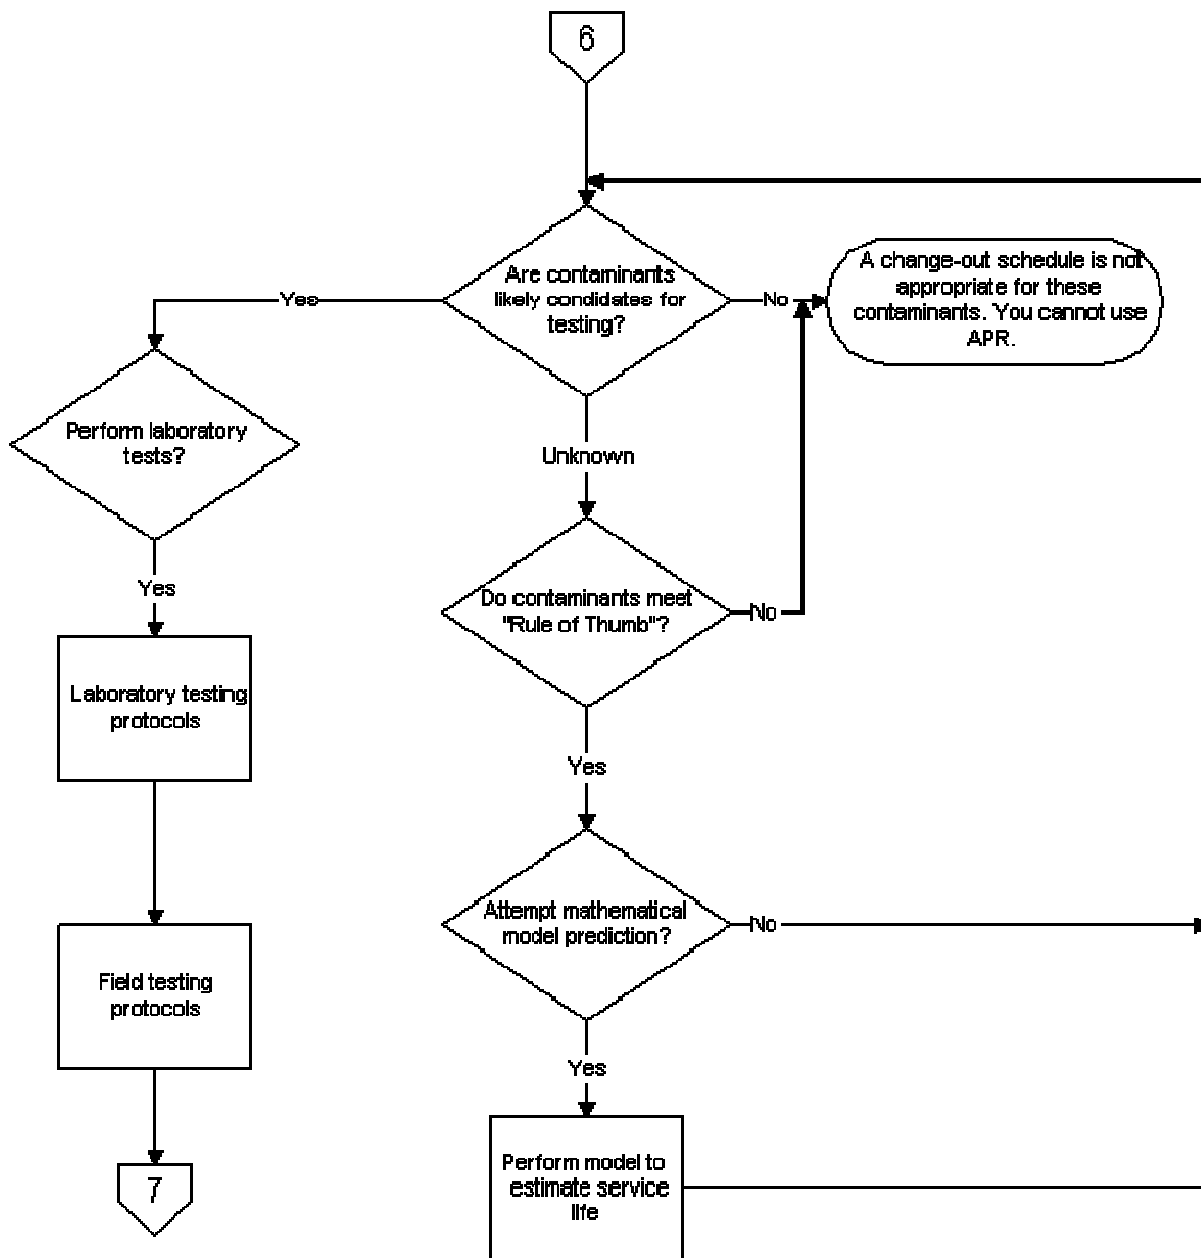 6
Are contaminants
likely candidates for
testing?
Yes
No
A change-out schedule is not
appropriate for these
contaminants. You cannot use
APR.
Perform laboratory
tests?
Unknown
Yes
Do contaminants meet
"Rule of Thumb"?
No
Laboratory testing
protocols
Yes
Attempt mathematical
model prediction?
No
Field testing
protocols
Yes
Perform model to
estimate service
life
7